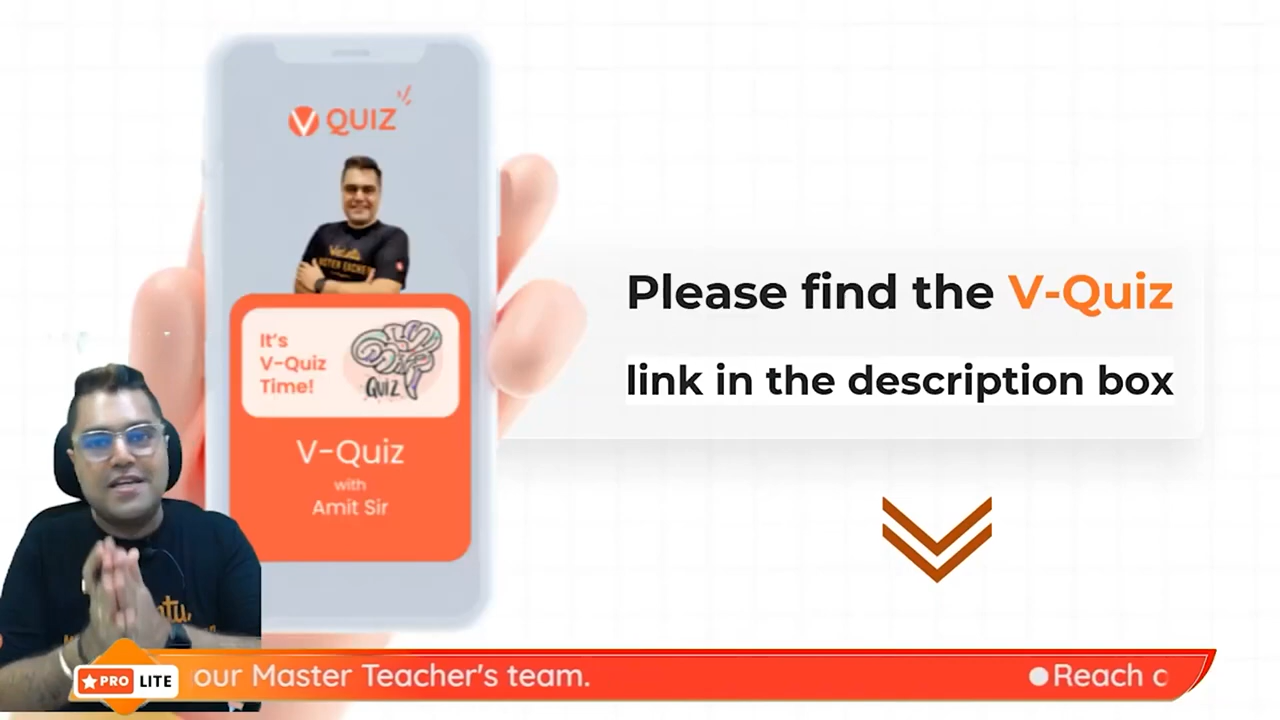 QUIZ
It's
V-Quiz
Time!
QUIZ
V-Quiz
with
Amit Sir
Please find the V-Quiz
link in the description box
PRO LITE
our Master Teacher's team.
Reach